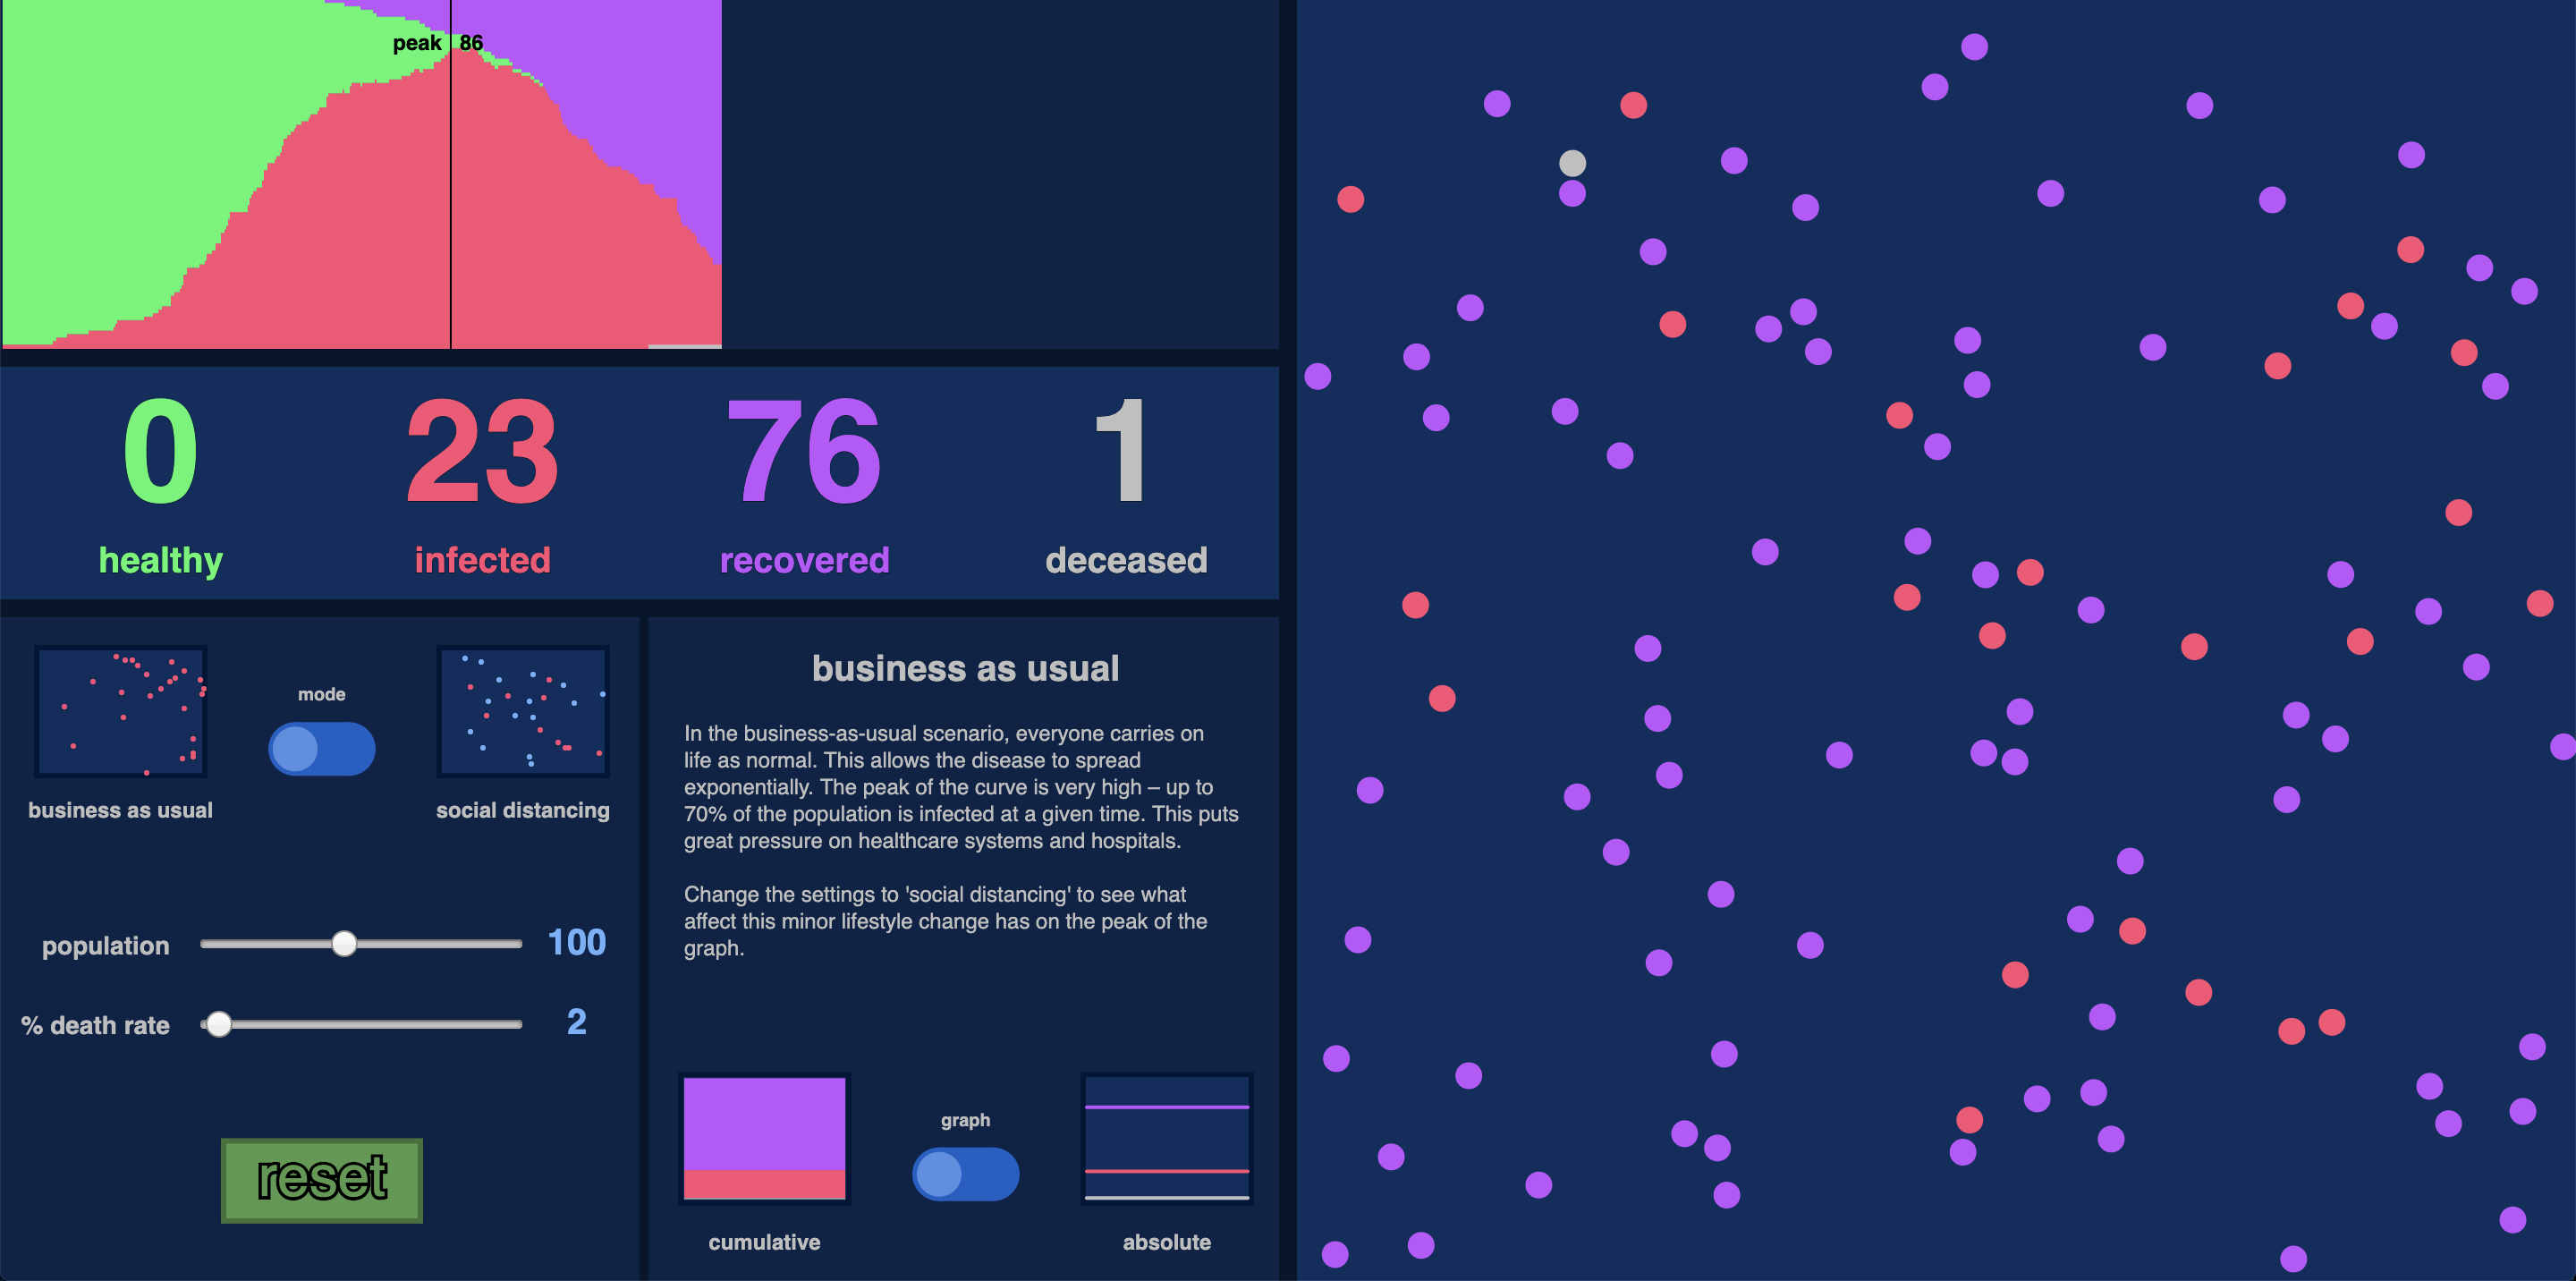 peak 86
0 23 76 1
healthy infected recovered deceased
mode
business as usual
social distancing
population 100
% death rate 2
reset
business as usual
In the business-as-usual scenario, everyone carries on
life as normal. This allows the disease to spread
exponentially. The peak of the curve is very high – up to
70% of the population is infected at a given time. This puts
great pressure on healthcare systems and hospitals.
Change the settings to 'social distancing' to see what
affect this minor lifestyle change has on the peak of the
graph.
graph
cumulative
absolute